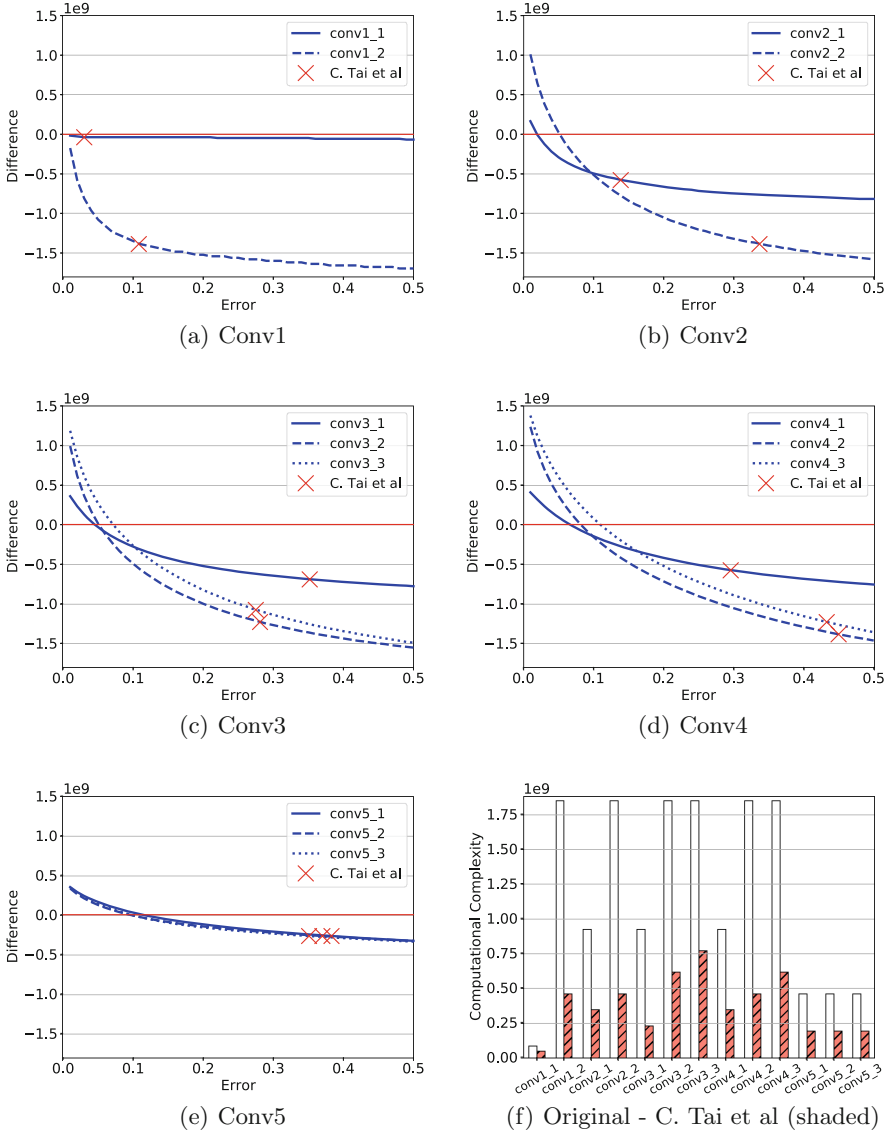 1e9
1.5
1.0
0.5
0.0
−0.5
−1.0
−1.5
Difference
conv1_1
conv1_2
C. Tai et al
0.0 0.1 0.2 0.3 0.4 0.5
Error
(a) Conv1
1e9
1.5
1.0
0.5
0.0
−0.5
−1.0
−1.5
Difference
conv2_1
conv2_2
C. Tai et al
0.0 0.1 0.2 0.3 0.4 0.5
Error
(b) Conv2
1e9
1.5
1.0
0.5
0.0
−0.5
−1.0
−1.5
Difference
conv3_1
conv3_2
conv3_3
C. Tai et al
0.0 0.1 0.2 0.3 0.4 0.5
Error
(c) Conv3
1e9
1.5
1.0
0.5
0.0
−0.5
−1.0
−1.5
Difference
conv4_1
conv4_2
conv4_3
C. Tai et al
0.0 0.1 0.2 0.3 0.4 0.5
Error
(d) Conv4
1e9
1.5
1.0
0.5
0.0
−0.5
−1.0
−1.5
Difference
conv5_1
conv5_2
conv5_3
C. Tai et al
0.0 0.1 0.2 0.3 0.4 0.5
Error
(e) Conv5
1e9
1.75
1.50
1.25
1.00
0.75
0.50
0.25
0.00
Computational Complexity
conv1_1
conv1_2
conv2_1
conv2_2
conv3_1
conv3_2
conv3_3
conv4_1
conv4_2
conv4_3
conv5_1
conv5_2
conv5_3
(f) Original - C. Tai et al (shaded)